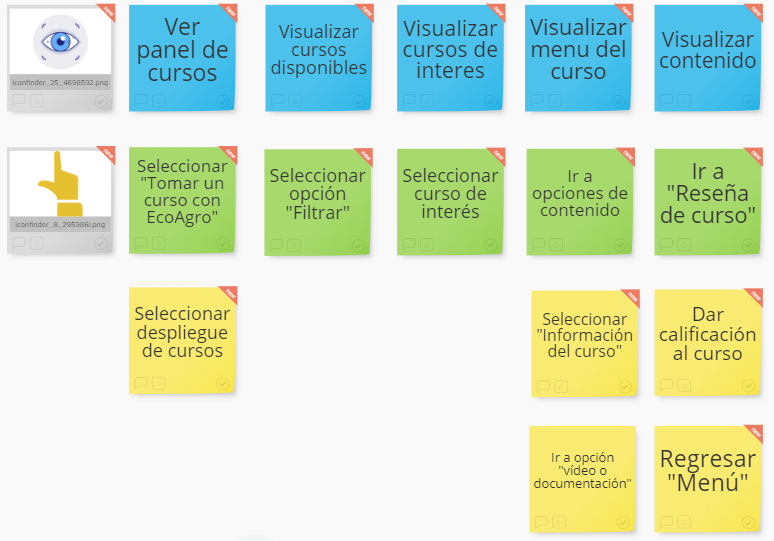 new
iconfinder_25_4698592.png
new
Ver
panel de
cursos
new
Visualizar
cursos
disponibles
new
Visualizar
cursos de
interes
new
Visualizar
menu del
curso
new
Visualizar
contenido
new
iconfinder_8_2959861.png
new
Seleccionar
"Tomar un
curso con
EcoAgro"
new
Seleccionar
opción
"Filtrar"
new
Seleccionar
curso de
interés
new
Ir a
opciones de
contenido
new
Ir a
"Reseña
de curso"
new
Seleccionar
despliegue
de cursos
new
Seleccionar
"Información
del curso"
new
Dar
calificación
al curso
Ir a opción
"vídeo o
documentación"
new
Regresar
"Menú"